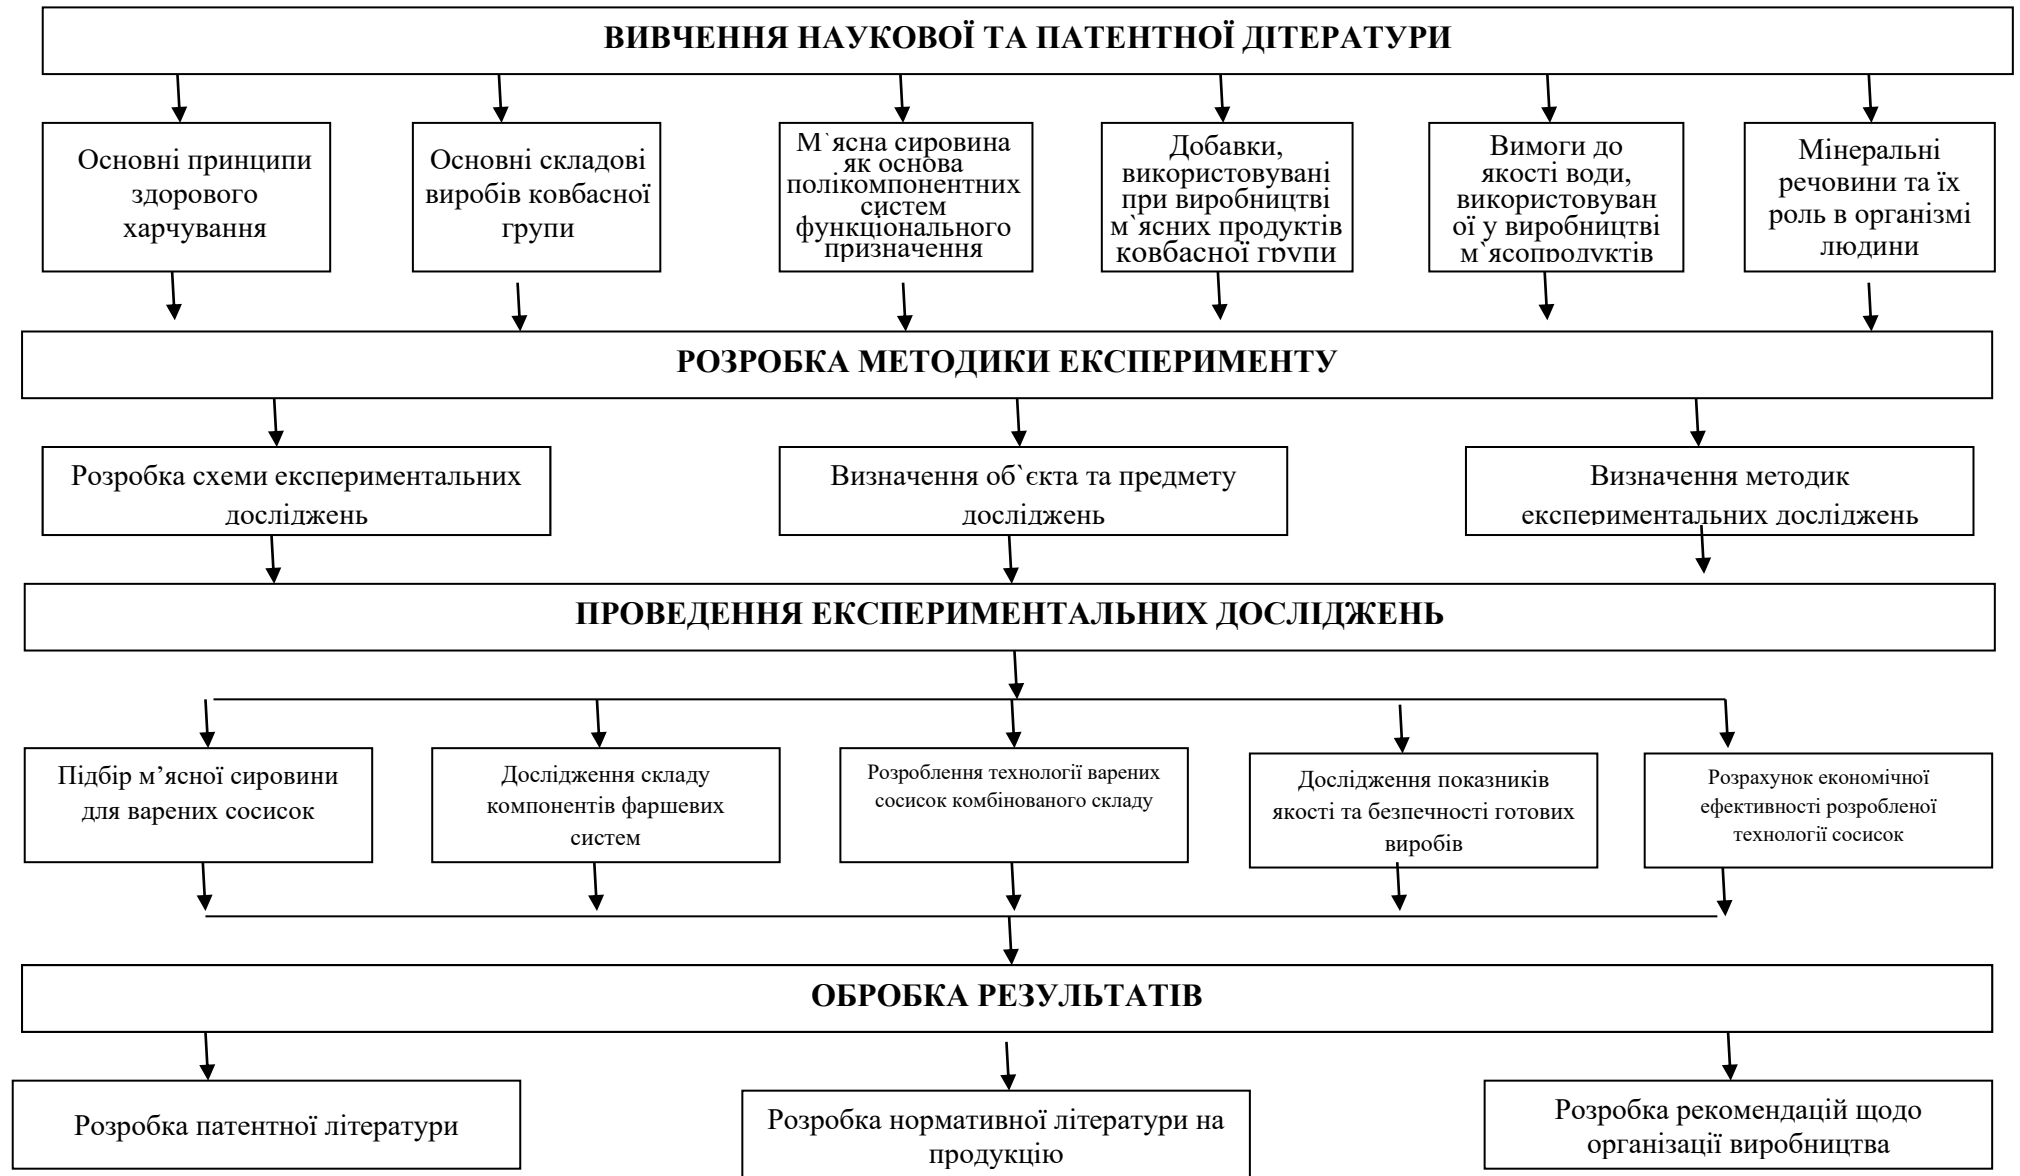 ВИВЧЕННЯ НАУКОВОЇ ТА ПАТЕНТНОЇ ДІТЕРАТУРИ
Основні принципи
здорового
харчування
Основні складові
виробів ковбасної
групи
М`ясна сировина
як основа
полікомпонентних
систем
функціонального
призначення
Добавки,
використовувані
при виробництві
м`ясних продуктів
ковбасної групи
Вимоги до
якості води,
використовуван
ої у виробництві
м`ясопродуктів
Мінеральні
речовини та їх
роль в організмі
людини
РОЗРОБКА МЕТОДИКИ ЕКСПЕРИМЕНТУ
Розробка схеми експериментальних
досліджень
Визначення об`єкта та предмету
досліджень
Визначення методик
експериментальних досліджень
ПРОВЕДЕННЯ ЕКСПЕРИМЕНТАЛЬНИХ ДОСЛІДЖЕНЬ
Підбір м’ясної сировини
для варених сосисок
Дослідження складу
компонентів фаршевих
систем
Розроблення технології варених
сосисок комбінованого складу
Дослідження показників
якості та безпечності готових
виробів
Розрахунок економічної
ефективності розробленої
технології сосисок
ОБРОБКА РЕЗУЛЬТАТІВ
Розробка патентної літератури
Розробка нормативної літератури на
продукцію
Розробка рекомендацій щодо
організації виробництва